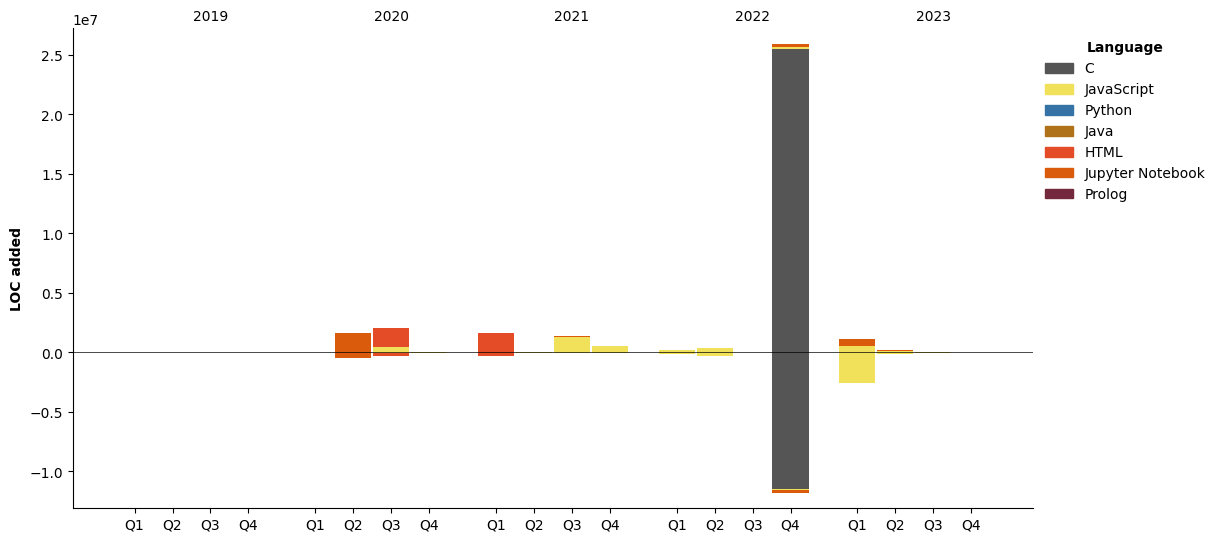 1e7
2019 2020 2021 2022 2023
Language
C
JavaScript
Python
Java
HTML
Jupyter Notebook
Prolog
LOC added
2.5
2.0
1.5
1.0
0.5
0.0
−0.5
−1.0
Q1 Q2 Q3 Q4 Q1 Q2 Q3 Q4 Q1 Q2 Q3 Q4 Q1 Q2 Q3 Q4 Q1 Q2 Q3 Q4